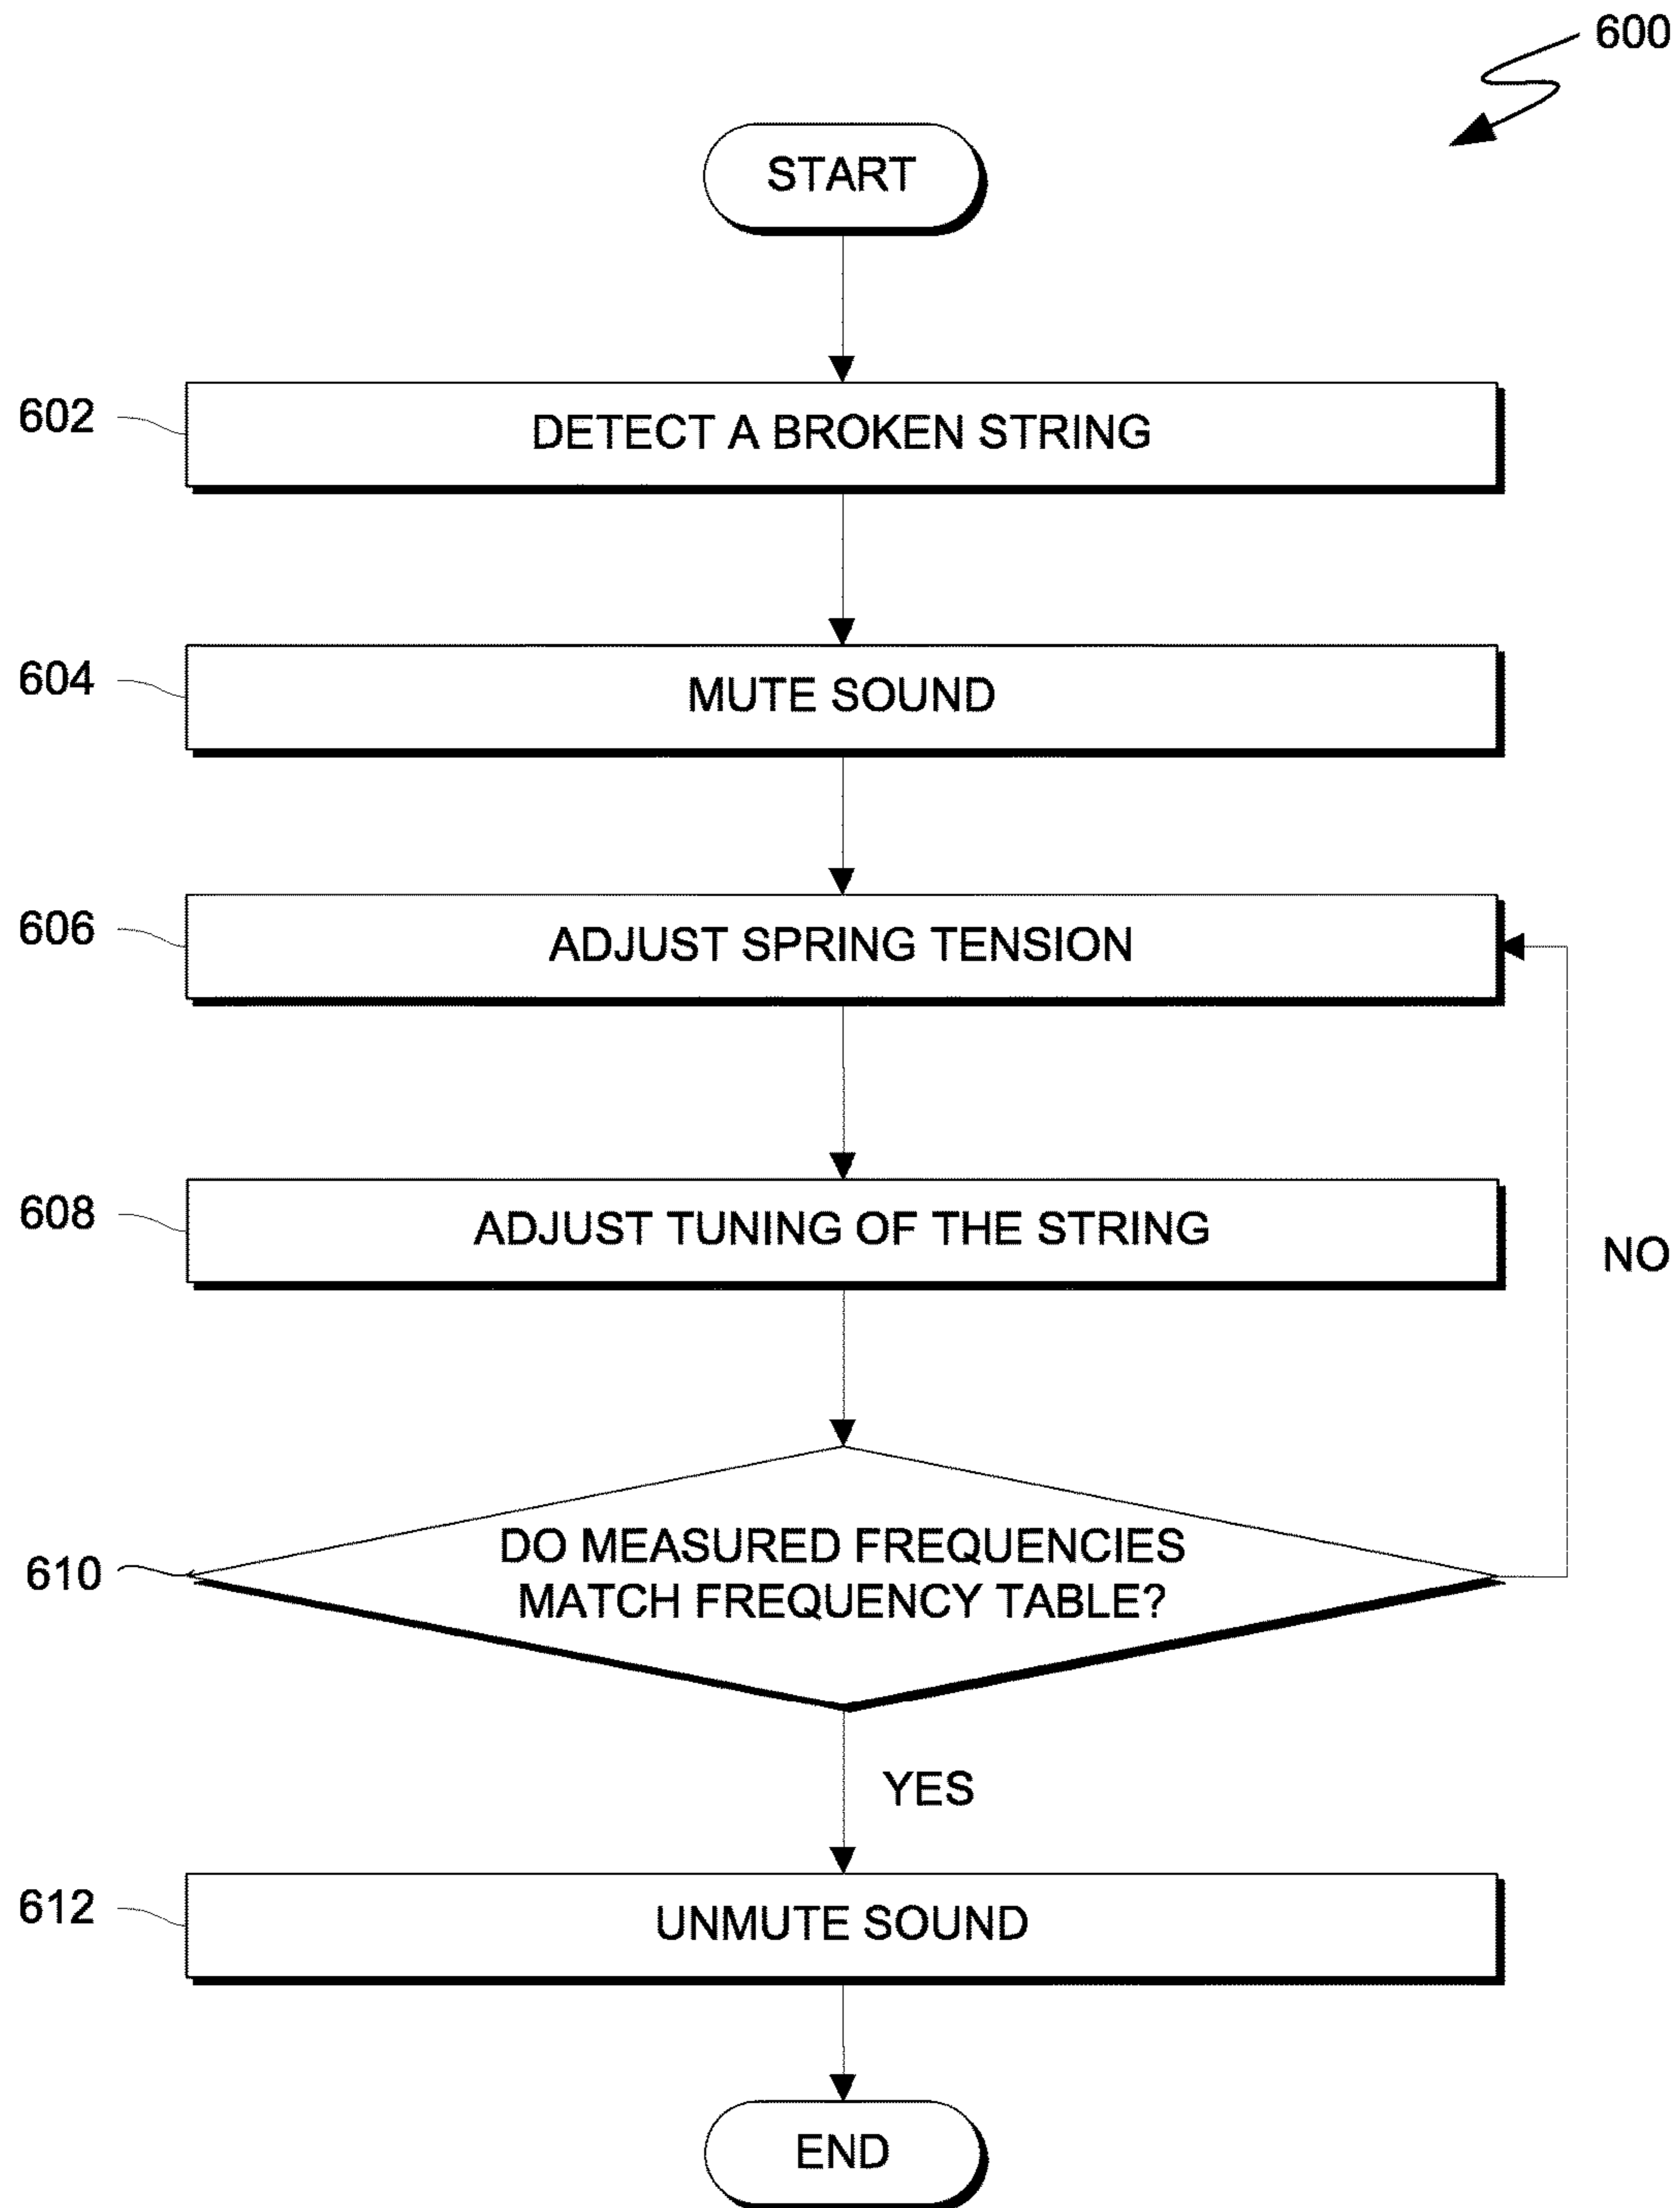 600
START
602
DETECT A BROKEN STRING
604
MUTE SOUND
606
ADJUST SPRING TENSION
608
ADJUST TUNING OF THE STRING
NO
610
DO MEASURED FREQUENCIES
MATCH FREQUENCY TABLE?
YES
612
UNMUTE SOUND
END